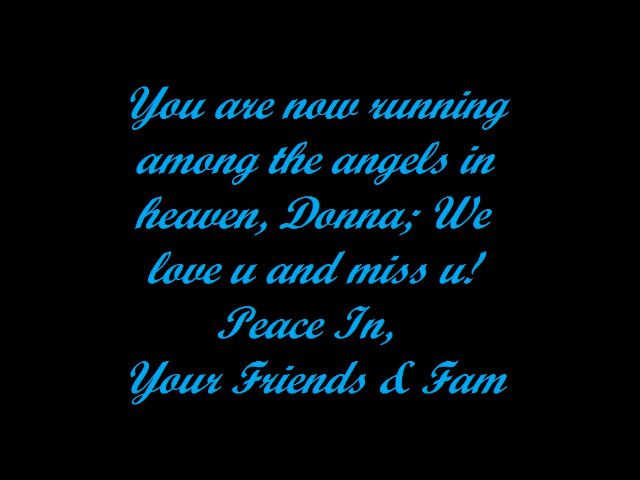 You are now running
among the angels in
heaven, Donna; We
love u and miss u!
Peace In,
Your Friends & Fam